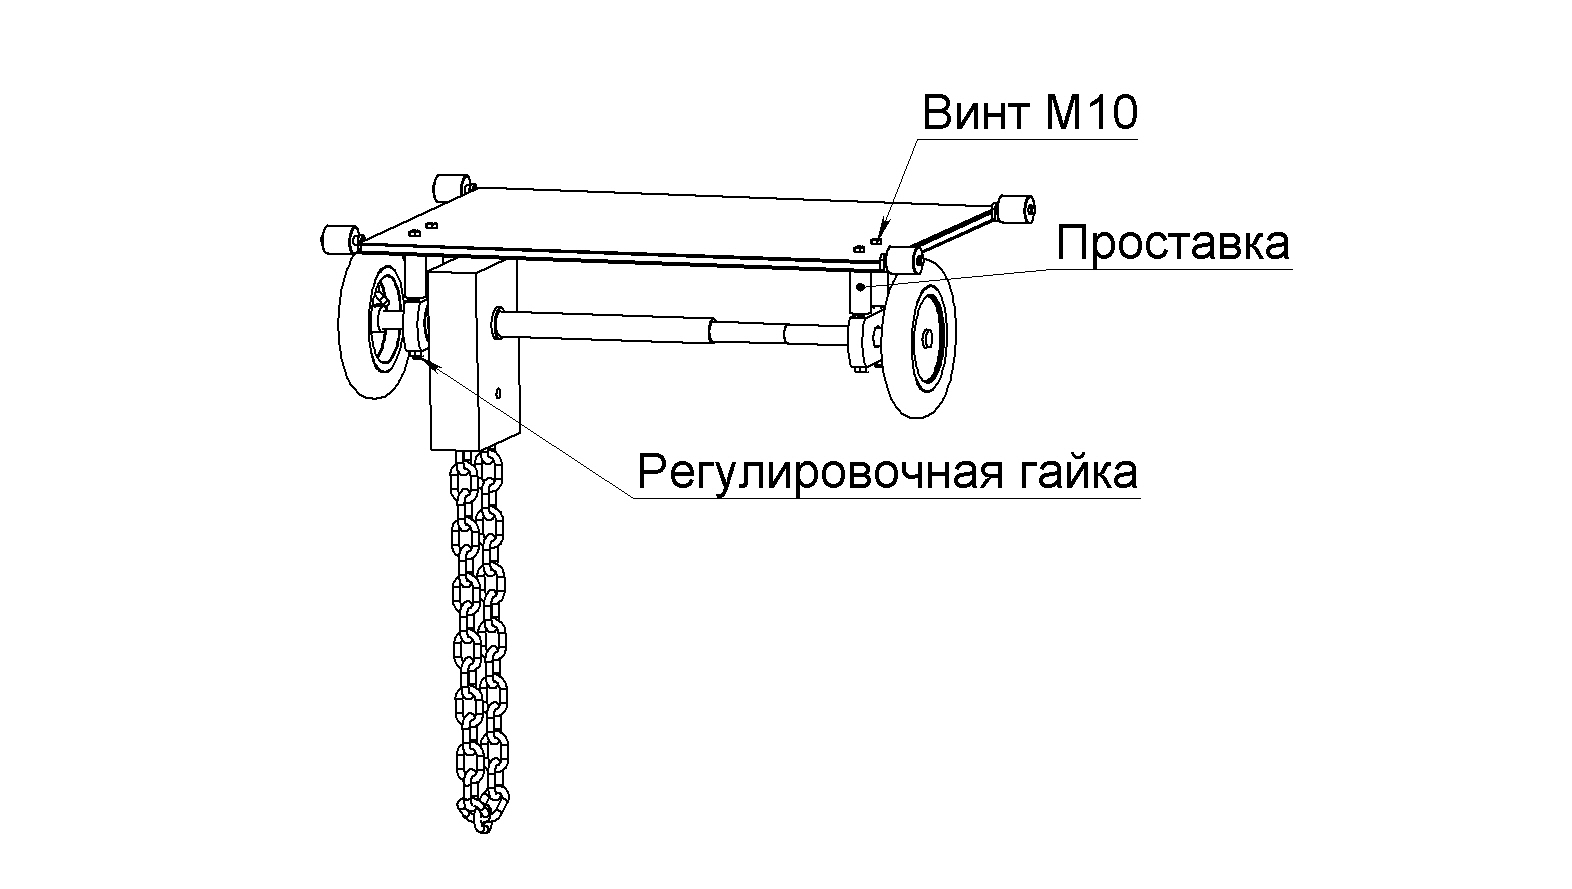 Винт М10
Проставка
Регулировочная гайка